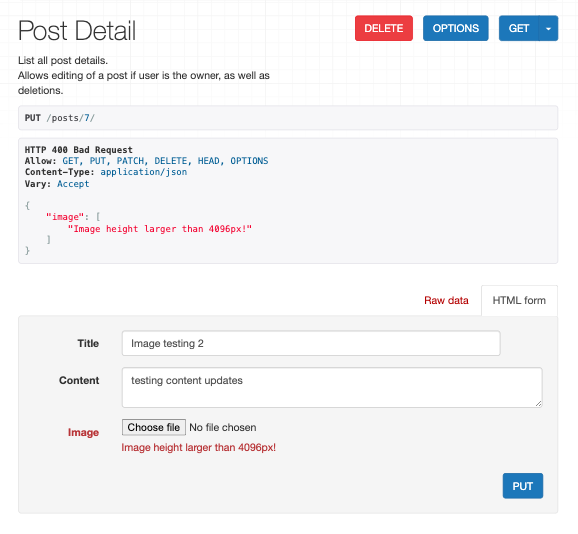 Post Detail
DELETE
OPTIONS
GET
List all post details.
Allows editing of a post if user is the owner, as well as
deletions.
PUT /posts/7/
HTTP 400 Bad Request
Allow: GET, PUT, PATCH, DELETE, HEAD, OPTIONS
Content-Type: application/json
Vary: Accept
{
"image": [
"Image height larger than 4096px!"
]
}
Raw data
HTML form
Title
Image testing 2
Content
testing content updates
Image
Choose file No file chosen
Image height larger than 4096px!
PUT